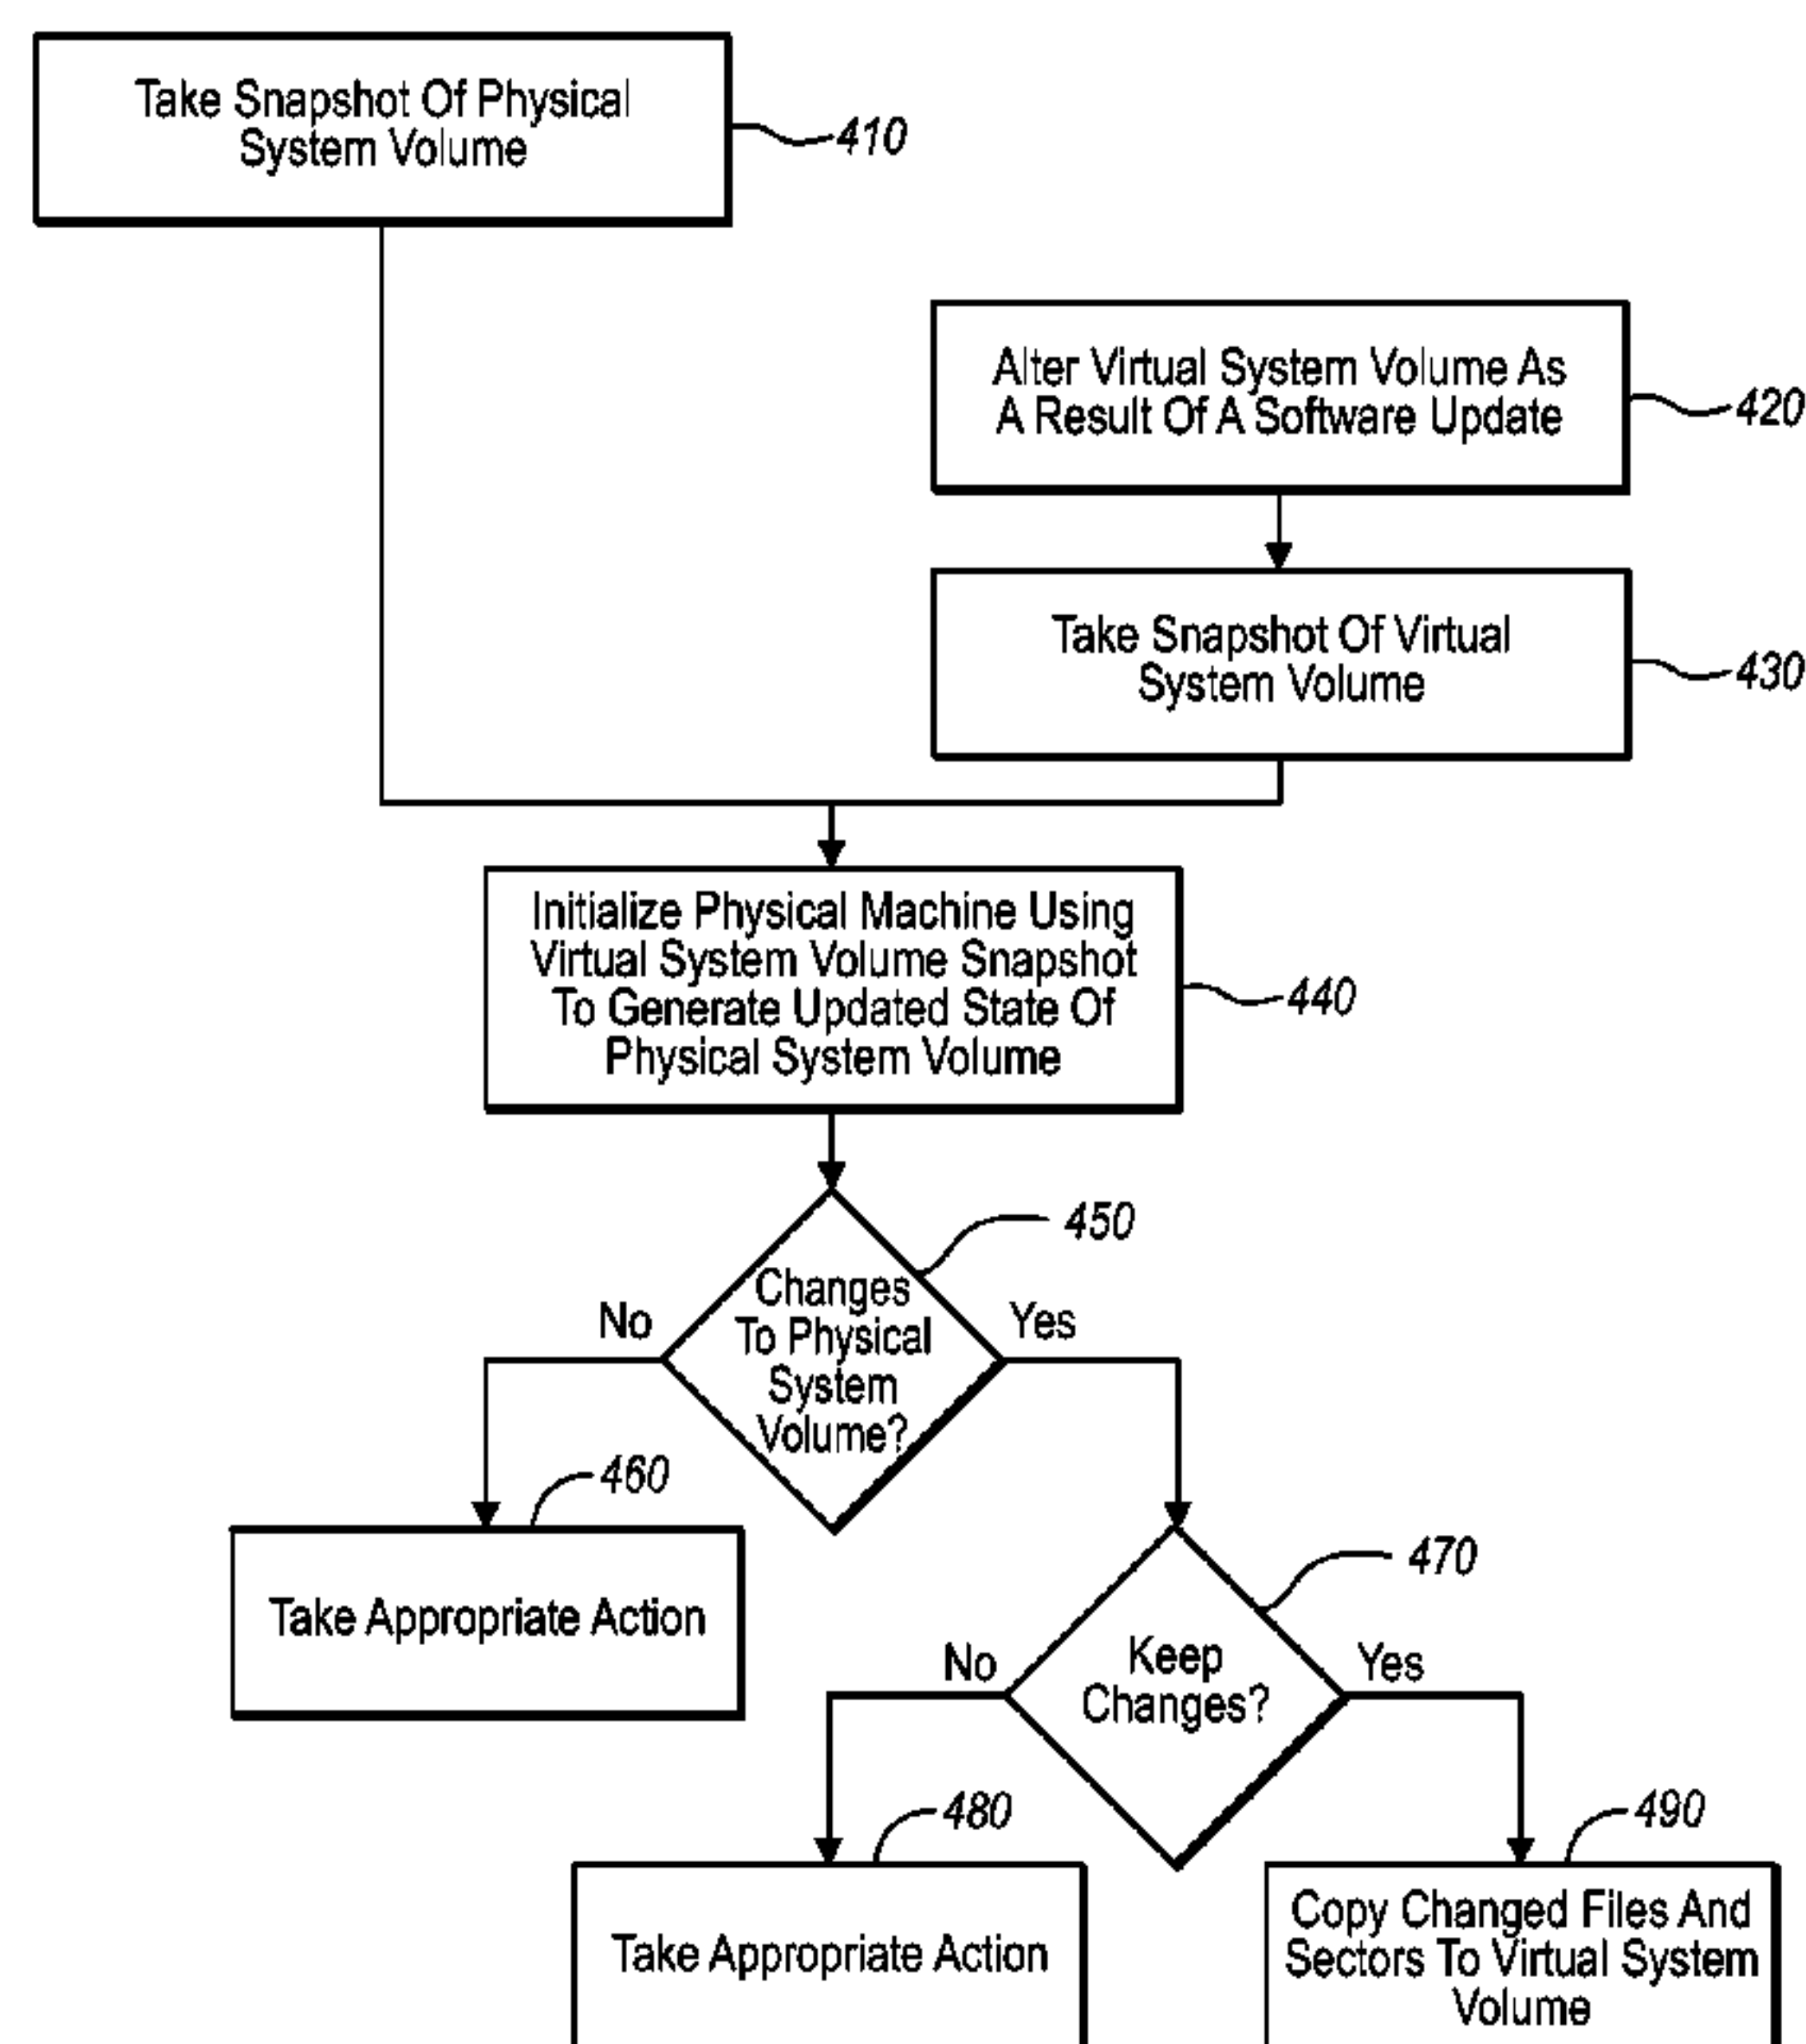 Take Snapshot Of Physical
System Volume
410
Alter Virtual System Volume As
A Result Of A Software Update
420
Take Snapshot Of Virtual
System Volume
430
Initialize Physical Machine Using
Virtual System Volume Snapshot
To Generate Updated State Of
Physical System Volume
440
450
Changes
To Physical
System
Volume?
No
Yes
460
Take Appropriate Action
470
Keep
Changes?
No
Yes
480
Take Appropriate Action
490
Copy Changed Files And
Sectors To Virtual System
Volume